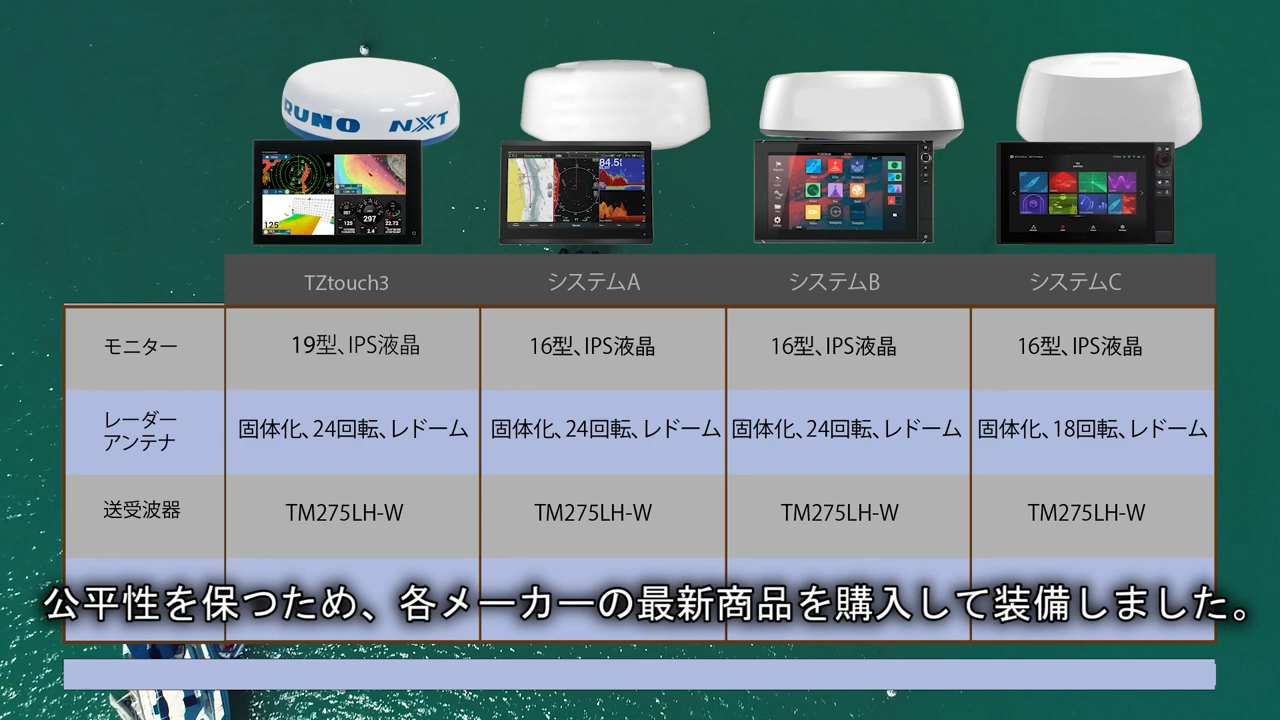 RUNO NXT
84.5
125
297
TZtouch3 システムA システムB システムC
モニター 19型、IPS液晶 16型、IPS液晶 16型、IPS液晶 16型、IPS液晶
レーダー
アンテナ 固体化、24回転、レドーム 固体化、24回転、レドーム 固体化、24回転、レドーム 固体化、18回転、レドーム
送受波器 TM275LH-W TM275LH-W TM275LH-W TM275LH-W
公平性を保つため、各メーカーの最新商品を購入して装備しました。